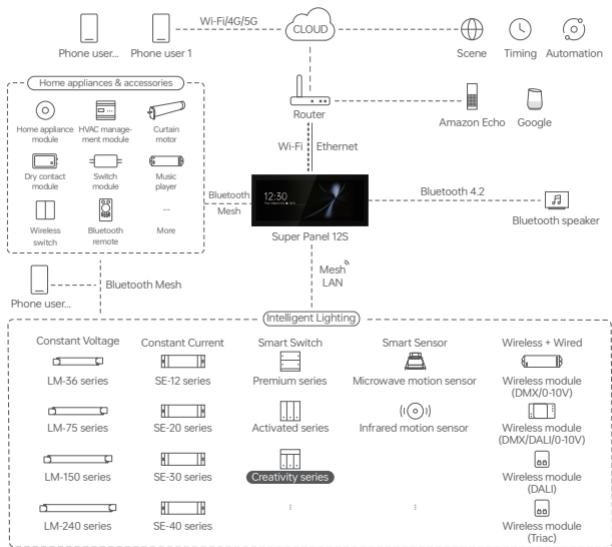 Wi-Fi/4G/5G
CLOUD
Phone user...
Phone user 1
Scene
Timing
Automation
Home appliances & accessories
Home appliance
module
HVAC manage-
ment module
Curtain
motor
Dry contact
module
Switch
module
Music
player
Wireless
switch
Bluetooth
remote
...
More
Router
Amazon Echo
Google
Wi-Fi
Ethernet
Bluetooth
Mesh
12:30
Super Panel 12S
Bluetooth 4.2
Bluetooth speaker
Phone user...
Bluetooth Mesh
Mesh
LAN
Intelligent Lighting
Constant Voltage
Constant Current
Smart Switch
Smart Sensor
Wireless + Wired
LM-36 series
SE-12 series
Premium series
Microwave motion sensor
Wireless module
(DMX/0-10V)
LM-75 series
SE-20 series
Activated series
Infrared motion sensor
Wireless module
(DMX/DALI/0-10V)
LM-150 series
SE-30 series
Creativity series
Wireless module
(DALI)
LM-240 series
SE-40 series
Wireless module
(Triac)